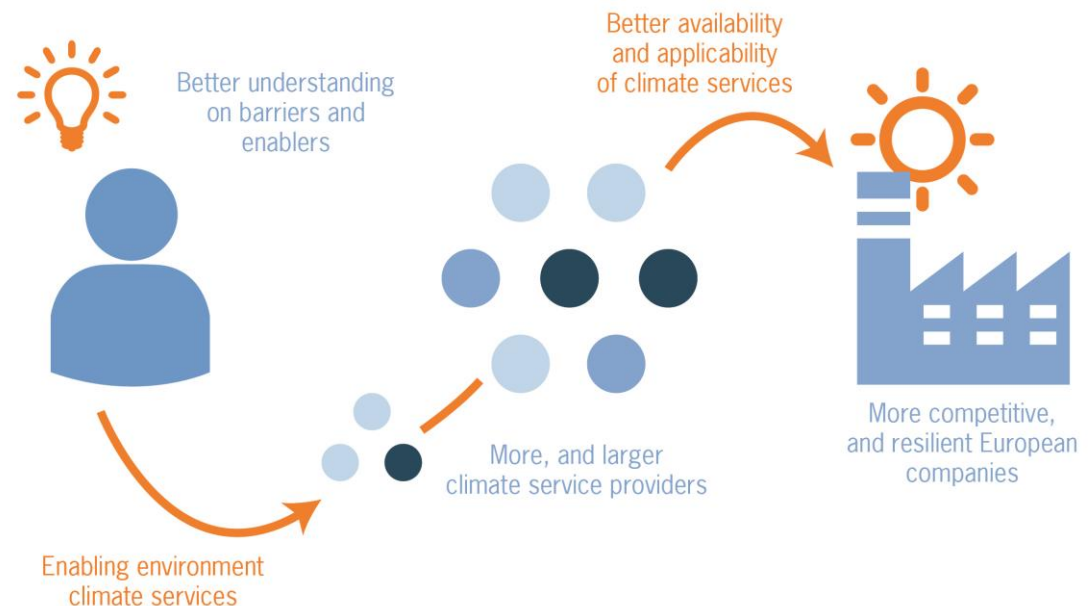 Better understanding
on barriers and
enablers
Enabling environment
climate services
More, and larger
climate service providers
Better availability
and applicability
of climate services
More competitive,
and resilient European
companies